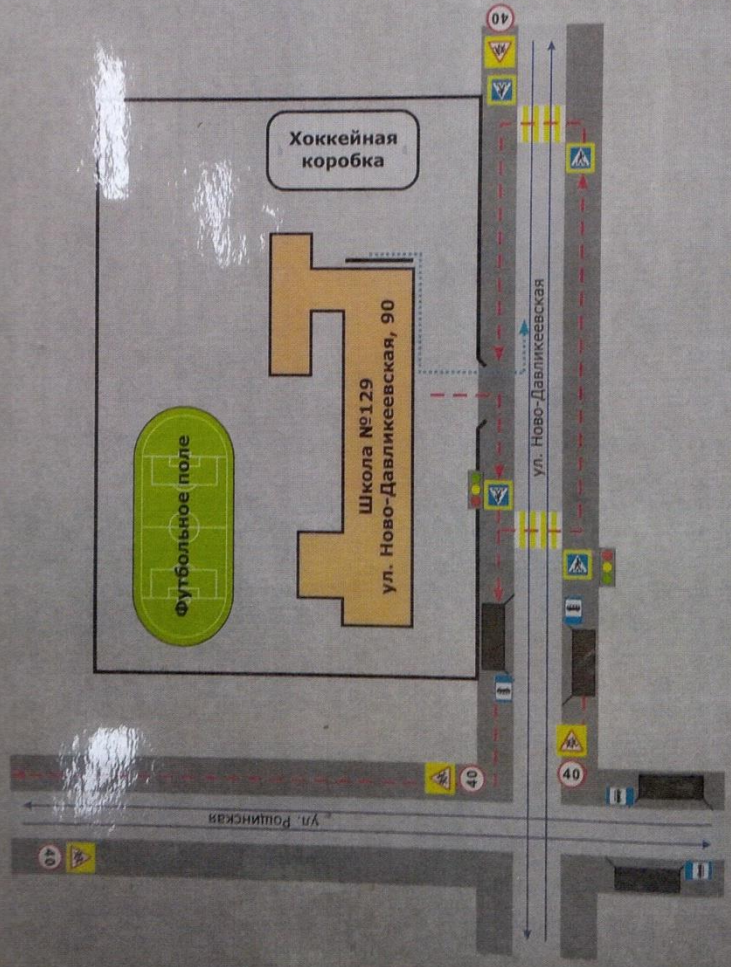 40
Хоккейная
коробка
Футбольное поле
Школа №129
ул. Ново-Давликеевская, 90
ул. Ново-Давликеевская
40
40
ул. Рощинская
40